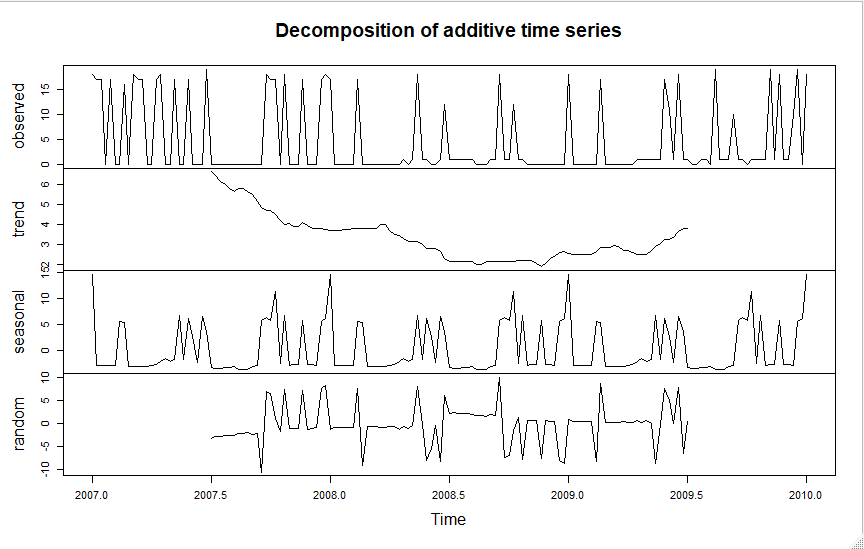 Decomposition of additive time series
observed
0 5 10 15
trend
2 3 4 5 6
seasonal
0 5 10 15
random
-10 -5 0 5 10
2007.0 2007.5 2008.0 2008.5 2009.0 2009.5 2010.0
Time